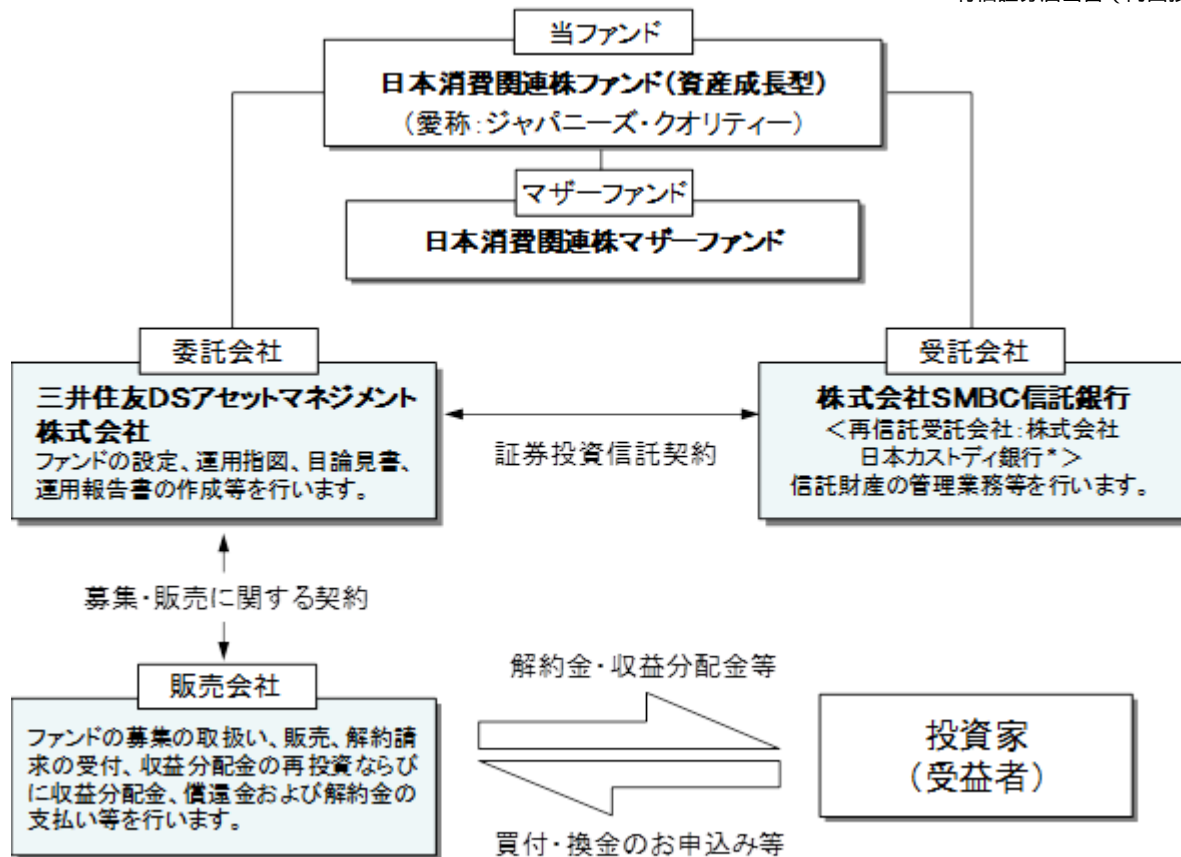 当ファンド
日本消費関連株ファンド(資産成長型)
(愛称:ジャパニーズ・クオリティー)
マザーファンド
日本消費関連株マザーファンド
委託会社
三井住友DSアセットマネジメント
株式会社
ファンドの設定、運用指図、目論見書、
運用報告書の作成等を行います。
証券投資信託契約
受託会社
株式会社SMBC信託銀行
<再信託受託会社:株式会社
日本カストディ銀行*>
信託財産の管理業務等を行います。
募集・販売に関する契約
販売会社
ファンドの募集の取扱い、販売、解約請
求の受付、収益分配金の再投資ならび
に収益分配金、償還金および解約金の
支払い等を行います。
解約金・収益分配金等
買付・換金のお申込み等
投資家
(受益者)